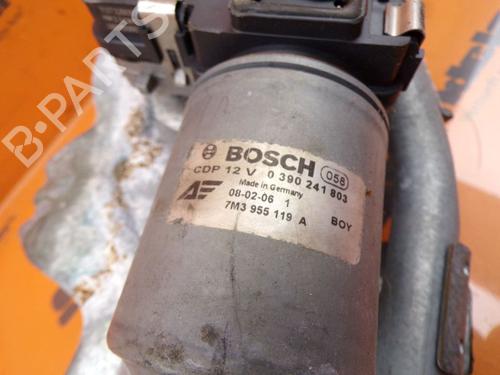 BOSCH 058
CDP 12 V 0 390 241 803
Made in Germany
08-02-06 1
7M3 955 119 A BOY
B-PARTS